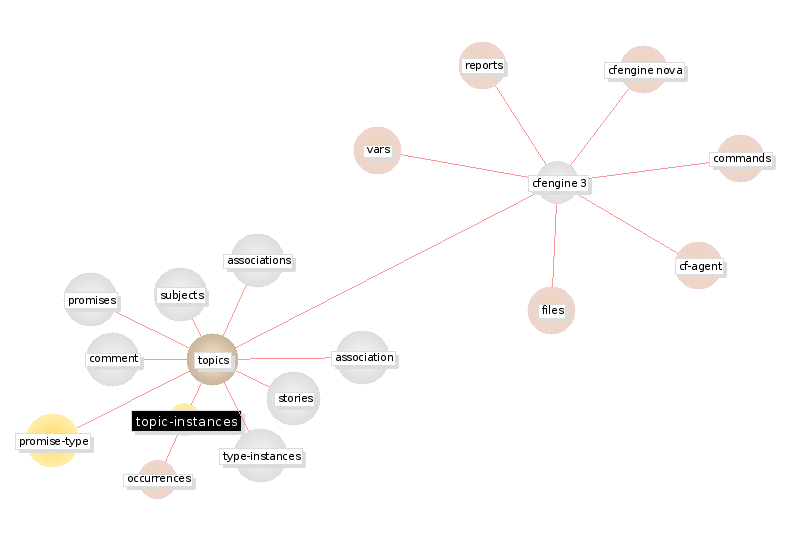 reports
cfengine nova
vars
commands
cfengine 3
associations
cf-agent
promises
subjects
files
comment
topics
association
stories
topic-instances
promise-type
type-instances
occurrences